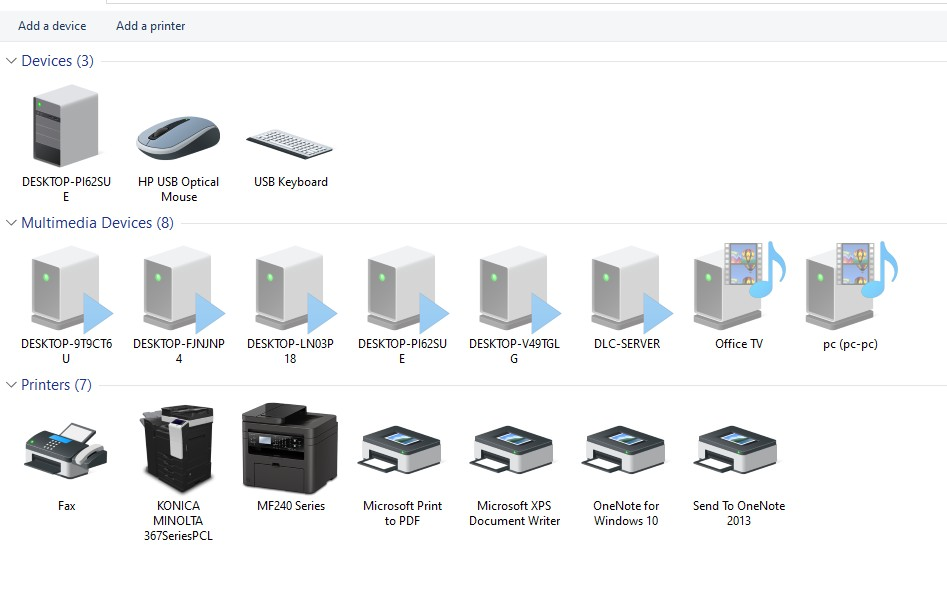 Add a device Add a printer
Devices (3)
DESKTOP-PI62SU
E
HP USB Optical
Mouse
USB Keyboard
Multimedia Devices (8)
DESKTOP-9T9CT6
U
DESKTOP-FJNJNP
4
DESKTOP-LN03P
18
DESKTOP-PI62SU
E
DESKTOP-V49TGL
G
DLC-SERVER
Office TV
pc (pc-pc)
Printers (7)
Fax
KONICA
MINOLTA
367SeriesPCL
MF240 Series
Microsoft Print
to PDF
Microsoft XPS
Document Writer
OneNote for
Windows 10
Send To OneNote
2013